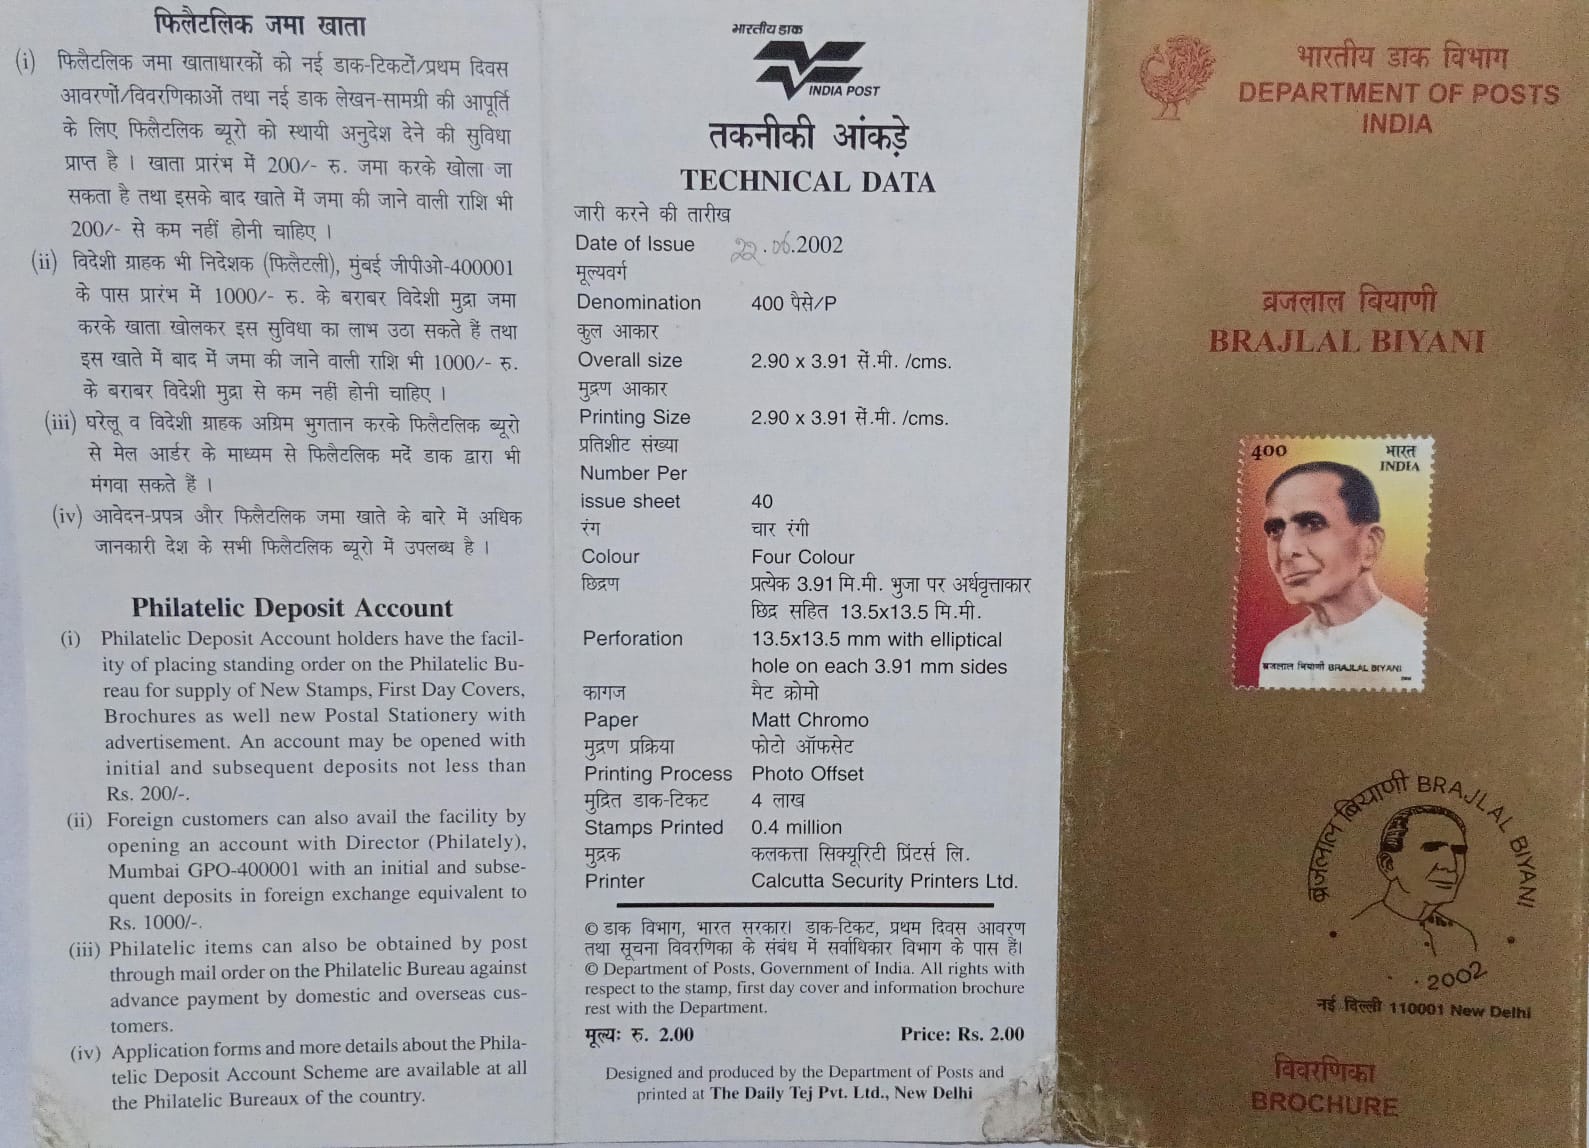 फिलैटलिक जमा खाता
(i) फिलैटलिक जमा खाताधारकों को नई डाक-टिकटों/प्रथम दिवस
आवरणों/विवरणिकाओं तथा नई डाक लेखन-सामग्री की आपूर्ति
के लिए फिलैटलिक ब्यूरो को स्थायी अनुदेश देने की सुविधा
प्राप्त है । खाता प्रारंभ में 200/- रु. जमा करके खोला जा
सकता है तथा इसके बाद खाते में जमा की जाने वाली राशि भी
200/- से कम नहीं होनी चाहिए ।
(ii) विदेशी ग्राहक भी निदेशक (फिलैटली), मुंबई जीपीओ-400001
के पास प्रारंभ में 1000/- रु. के बराबर विदेशी मुद्रा जमा
करके खाता खोलकर इस सुविधा का लाभ उठा सकते हैं तथा
इस खाते में बाद में जमा की जाने वाली राशि भी 1000/- रु.
के बराबर विदेशी मुद्रा से कम नहीं होनी चाहिए ।
(iii) घरेलू व विदेशी ग्राहक अग्रिम भुगतान करके फिलैटलिक ब्यूरो
से मेल आर्डर के माध्यम से फिलैटलिक मदें डाक द्वारा भी
मंगवा सकते हैं ।
(iv) आवेदन-प्रपत्र और फिलैटलिक जमा खाते के बारे में अधिक
जानकारी देश के सभी फिलैटलिक ब्यूरो में उपलब्ध है ।
Philatelic Deposit Account
(i) Philatelic Deposit Account holders have the facil-
ity of placing standing order on the Philatelic Bu-
reau for supply of New Stamps, First Day Covers,
Brochures as well new Postal Stationery with
advertisement. An account may be opened with
initial and subsequent deposits not less than
Rs. 200/-.
(ii) Foreign customers can also avail the facility by
opening an account with Director (Philately),
Mumbai GPO-400001 with an initial and subse-
quent deposits in foreign exchange equivalent to
Rs. 1000/-.
(iii) Philatelic items can also be obtained by post
through mail order on the Philatelic Bureau against
advance payment by domestic and overseas cus-
tomers.
(iv) Application forms and more details about the Phila-
telic Deposit Account Scheme are available at all
the Philatelic Bureaux of the country.
भारतीय डाक
INDIA POST
तकनीकी आंकड़े
TECHNICAL DATA
जारी करने की तारीख
Date of Issue 22.06.2002
मूल्यवर्ग
Denomination 400 पैसे/P
कुल आकार
Overall size 2.90 x 3.91 सें.मी. /cms.
मुद्रण आकार
Printing Size 2.90 x 3.91 सें.मी. /cms.
प्रतिशीट संख्या
Number Per
issue sheet 40
रंग चार रंगी
Colour Four Colour
छिद्रण प्रत्येक 3.91 मि.मी. भुजा पर अर्धवृत्ताकार
छिद्र सहित 13.5x13.5 मि.मी.
Perforation 13.5x13.5 mm with elliptical
hole on each 3.91 mm sides
कागज मैट क्रोमो
Paper Matt Chromo
मुद्रण प्रक्रिया फोटो ऑफसेट
Printing Process Photo Offset
मुद्रित डाक-टिकट 4 लाख
Stamps Printed 0.4 million
मुद्रक कलकत्ता सिक्यूरिटी प्रिंटर्स लि.
Printer Calcutta Security Printers Ltd.
© डाक विभाग, भारत सरकार। डाक-टिकट, प्रथम दिवस आवरण
तथा सूचना विवरणिका के संबंध में सर्वाधिकार विभाग के पास हैं।
© Department of Posts, Government of India. All rights with
respect to the stamp, first day cover and information brochure
rest with the Department.
मूल्यः रु. 2.00 Price: Rs. 2.00
Designed and produced by the Department of Posts and
printed at The Daily Tej Pvt. Ltd., New Delhi
भारतीय डाक विभाग
DEPARTMENT OF POSTS
INDIA
ब्रजलाल बियाणी
BRAJLAL BIYANI
400 भारत
INDIA
ब्रजलाल बियाणी BRAJLAL BIYANI
ब्रजलाल बियाणी BRAJLAL BIYANI
2002
नई दिल्ली 110001 New Delhi
विवरणिका
BROCHURE